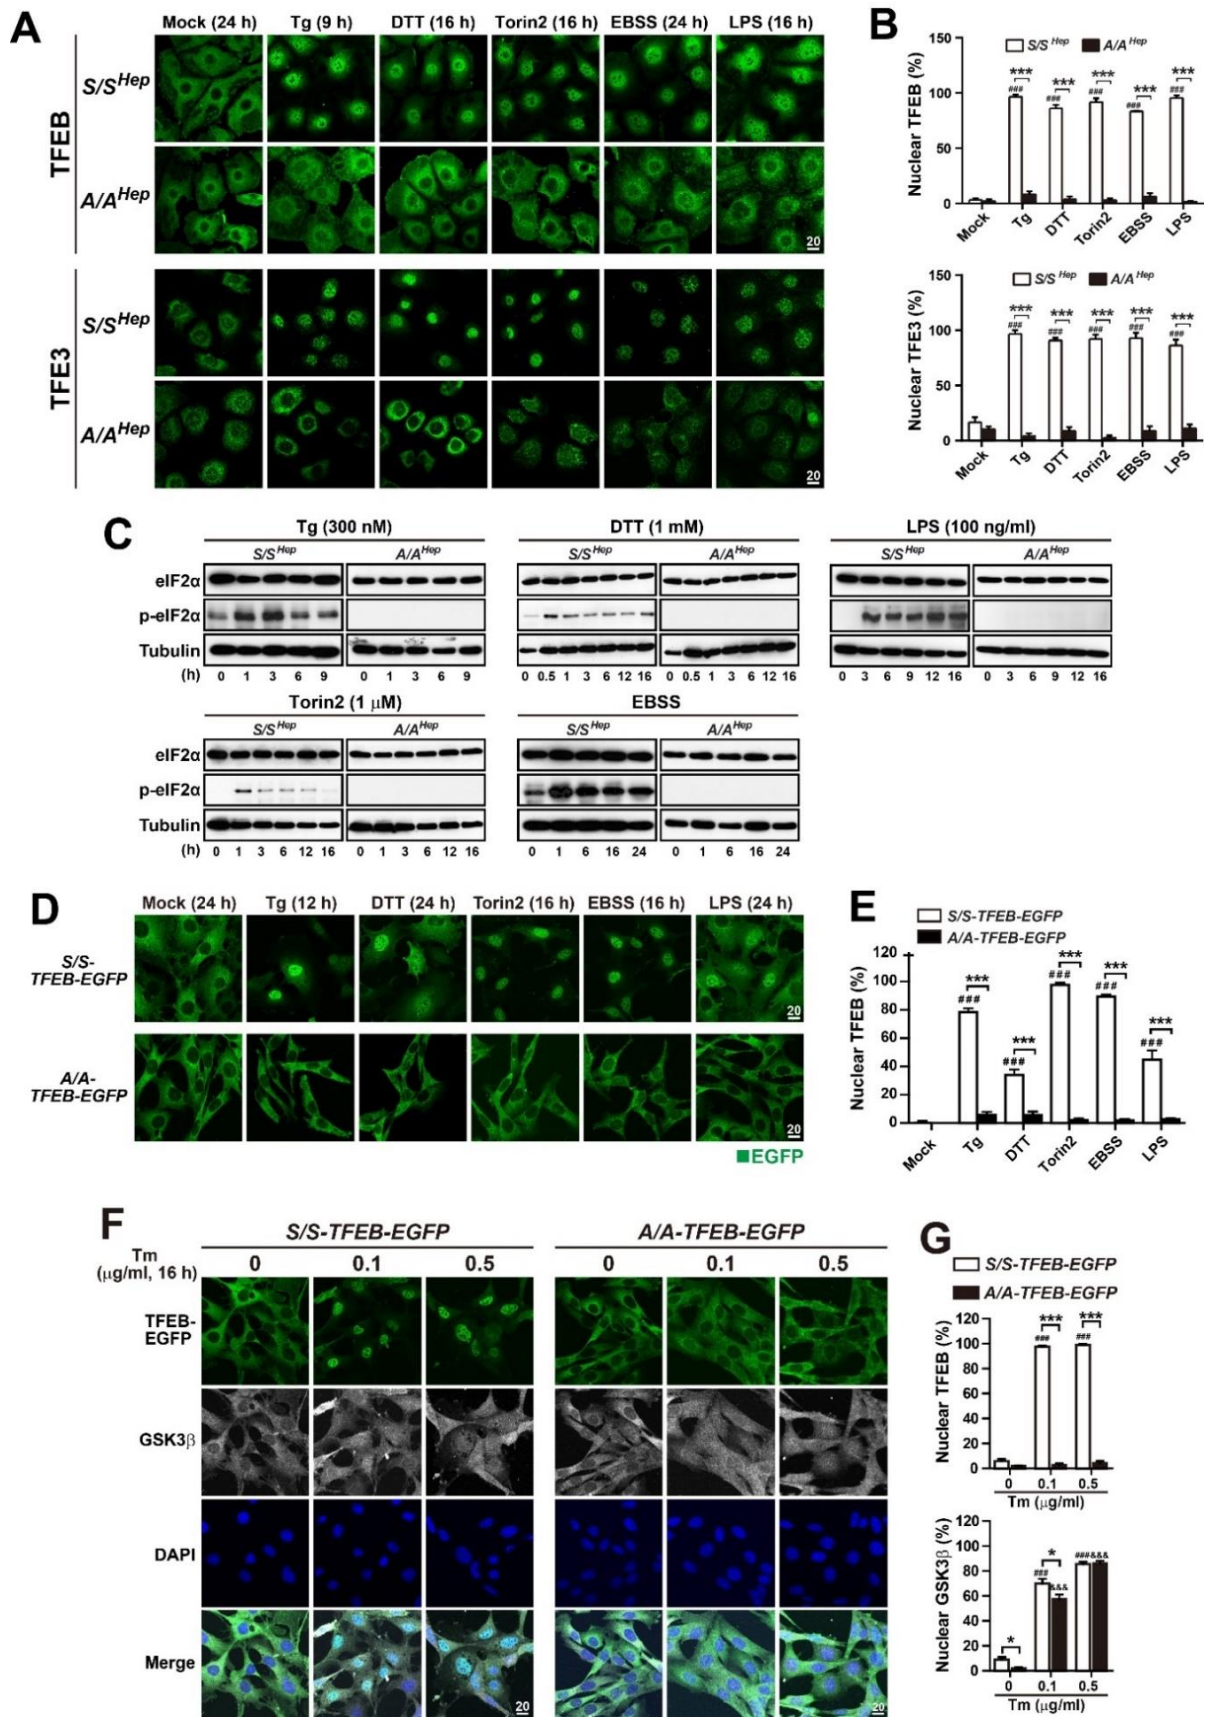 A
Mock (24 h) Tg (9 h) DTT (16 h) Torin2 (16 h) EBSS (24 h) LPS (16 h)
TFEB
S/S^Hep
A/A^Hep
20
TFE3
S/S^Hep
A/A^Hep
20
B
150
S/S^Hep A/A^Hep
Nuclear TFEB (%)
*** *** *** *** ***
### ### ### ### ###
100
50
0
Mock Tg DTT Torin2 EBSS LPS
150
S/S^Hep A/A^Hep
Nuclear TFE3 (%)
*** *** *** *** ***
### ### ### ### ###
100
50
0
Mock Tg DTT Torin2 EBSS LPS
C
Tg (300 nM)
S/S^Hep A/A^Hep
eIF2α
p-eIF2α
Tubulin
(h) 0 1 3 6 9 0 1 3 6 9
DTT (1 mM)
S/S^Hep A/A^Hep
0 0.5 1 6 12 16 0 0.5 1 3 6 12 16
LPS (100 ng/ml)
S/S^Hep A/A^Hep
0 3 6 9 12 16 0 3 6 9 12 16
Torin2 (1 μM)
S/S^Hep A/A^Hep
eIF2α
p-eIF2α
Tubulin
(h) 0 1 3 6 12 16 0 1 3 6 12 16
EBSS
S/S^Hep A/A^Hep
0 1 6 16 24 0 1 6 16 24
D
Mock (24 h) Tg (12 h) DTT (24 h) Torin2 (16 h) EBSS (16 h) LPS (24 h)
S/S-
TFEB-EGFP
20
A/A-
TFEB-EGFP
20
EGFP
E
S/S-TFEB-EGFP
A/A-TFEB-EGFP
Nuclear TFEB (%)
120
100
80
60
40
20
0
*** *** *** *** ***
### ### ### ### ###
Mock Tg DTT Torin2 EBSS LPS
F
S/S-TFEB-EGFP A/A-TFEB-EGFP
Tm
(μg/ml, 16 h)
0 0.1 0.5 0 0.1 0.5
TFEB-
EGFP
GSK3β
DAPI
Merge
20 20
G
S/S-TFEB-EGFP
A/A-TFEB-EGFP
Nuclear TFEB (%)
120
100
80
60
40
20
0
*** ***
### ###
0 0.1 0.5
Tm (μg/ml)
Nuclear GSK3β (%)
120
100
80
60
40
20
0
* *
### &&& ###&&&
0 0.1 0.5
Tm (μg/ml)